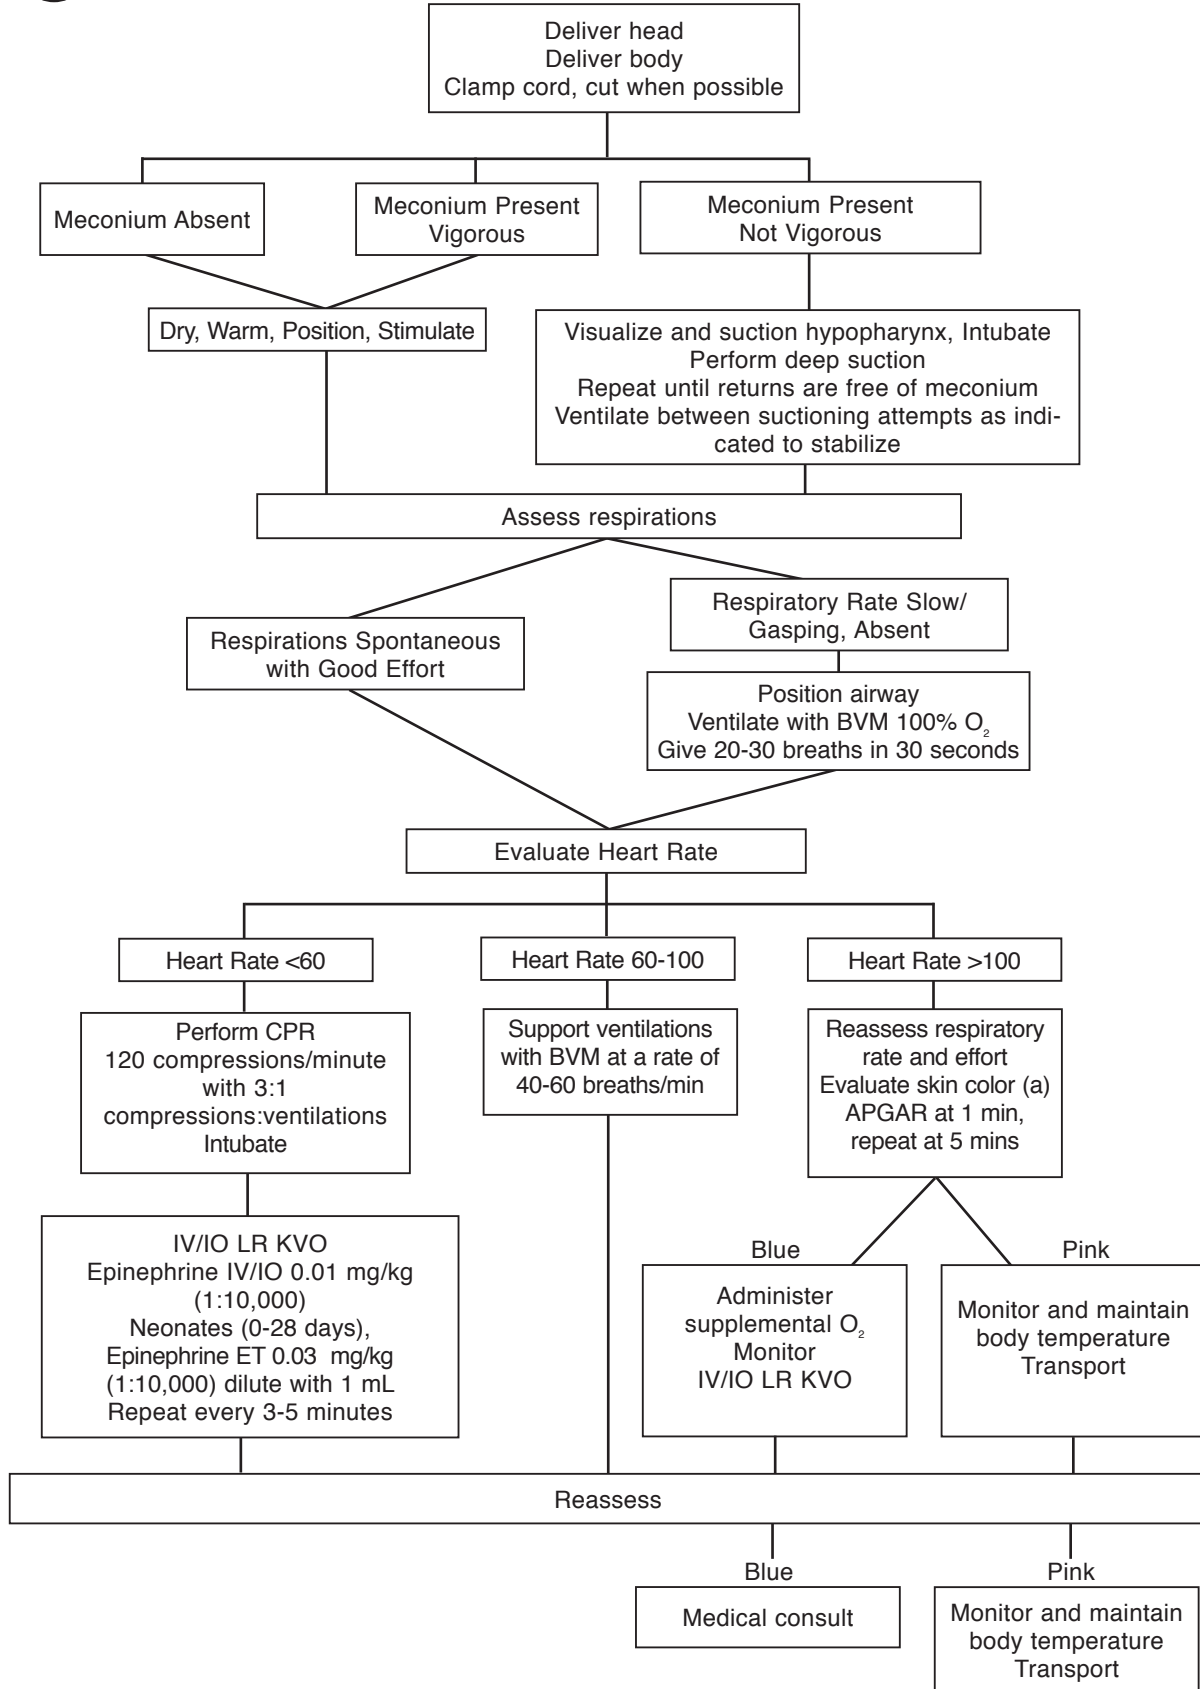 Deliver head
Deliver body
Clamp cord, cut when possible
Meconium Absent
Meconium Present
Vigorous
Meconium Present
Not Vigorous
Dry, Warm, Position, Stimulate
Visualize and suction hypopharynx, Intubate
Perform deep suction
Repeat until returns are free of meconium
Ventilate between suctioning attempts as indi-
cated to stabilize
Assess respirations
Respirations Spontaneous
with Good Effort
Respiratory Rate Slow/
Gasping, Absent
Position airway
Ventilate with BVM 100% O₂
Give 20-30 breaths in 30 seconds
Evaluate Heart Rate
Heart Rate <60
Heart Rate 60-100
Heart Rate >100
Perform CPR
120 compressions/minute
with 3:1
compressions:ventilations
Intubate
Support ventilations
with BVM at a rate of
40-60 breaths/min
Reassess respiratory
rate and effort
Evaluate skin color (a)
APGAR at 1 min,
repeat at 5 mins
IV/IO LR KVO
Epinephrine IV/IO 0.01 mg/kg
(1:10,000)
Neonates (0-28 days),
Epinephrine ET 0.03 mg/kg
(1:10,000) dilute with 1 mL
Repeat every 3-5 minutes
Blue
Administer
supplemental O₂
Monitor
IV/IO LR KVO
Pink
Monitor and maintain
body temperature
Transport
Reassess
Blue
Medical consult
Pink
Monitor and maintain
body temperature
Transport